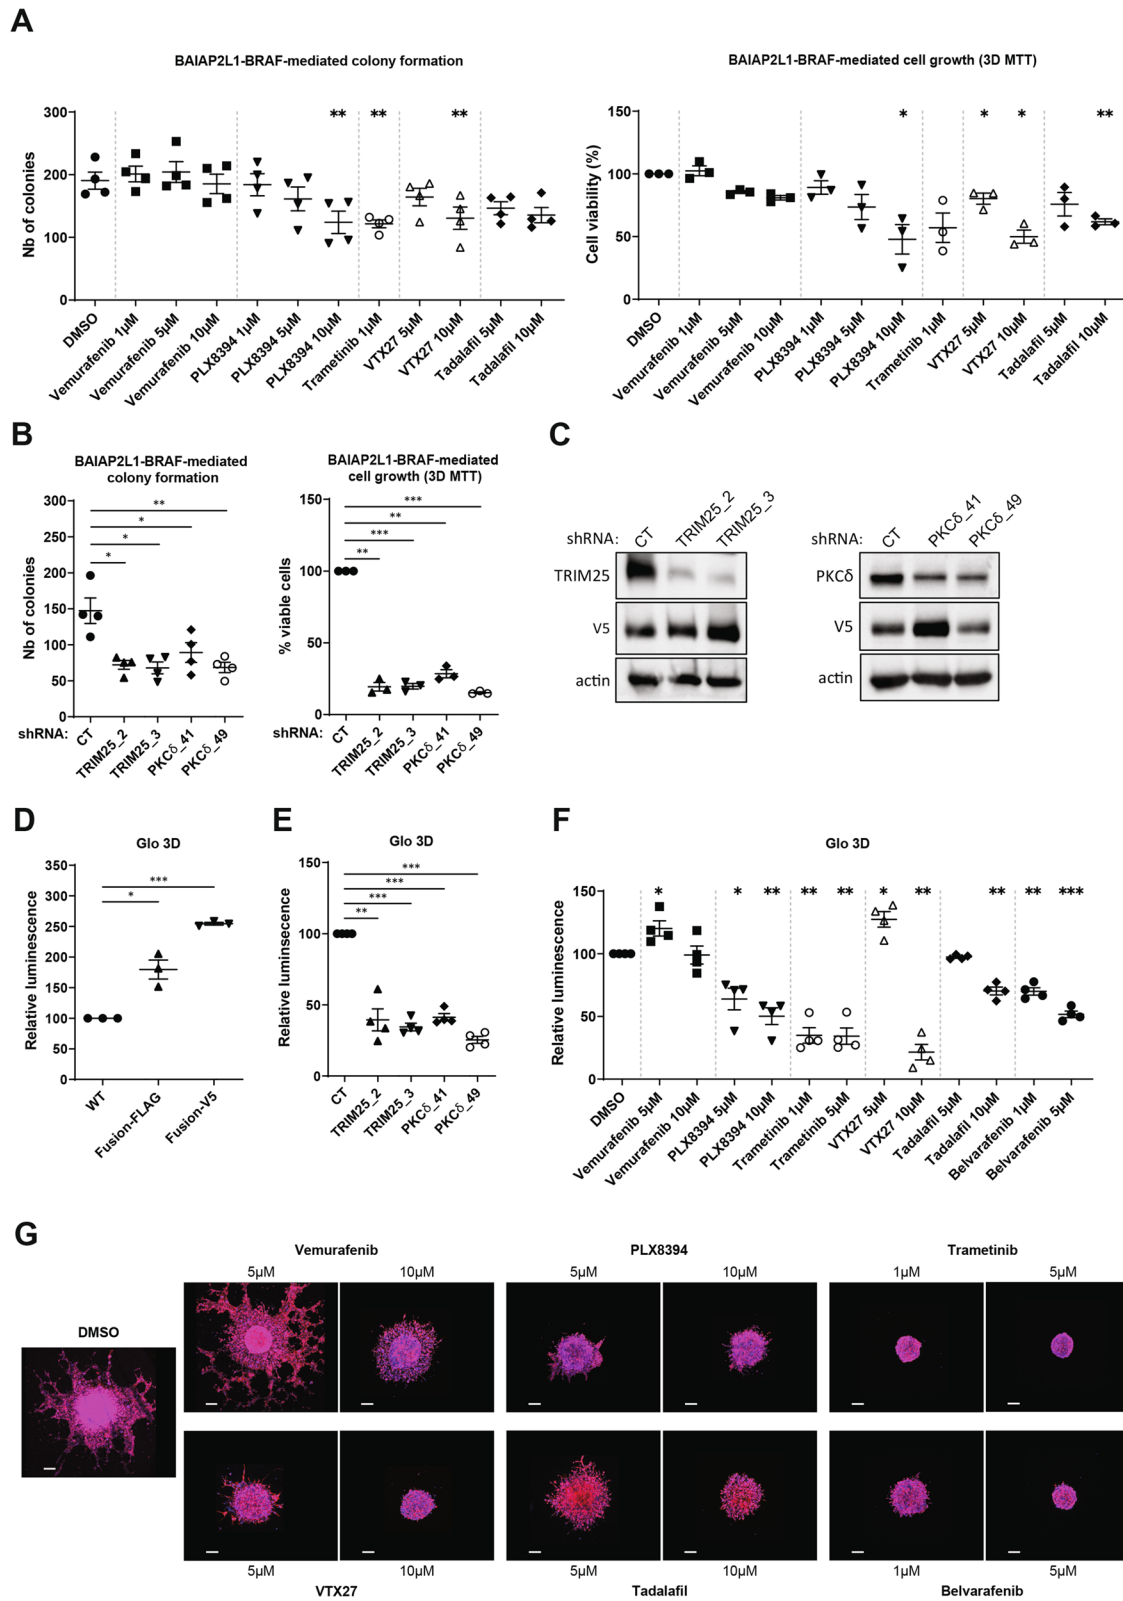 A
BAIAP2L1-BRAF-mediated colony formation
Nb of colonies
300
200
100
0
** ** **
DMSO
Vemurafenib 1µM
Vemurafenib 5µM
Vemurafenib 10µM
PLX8394 1µM
PLX8394 5µM
PLX8394 10µM
Trametinib 1µM
VTX27 5µM
VTX27 10µM
Tadalafil 5µM
Tadalafil 10µM
BAIAP2L1-BRAF-mediated cell growth (3D MTT)
Cell viability (%)
150
100
50
0
* * * **
DMSO
Vemurafenib 1µM
Vemurafenib 5µM
Vemurafenib 10µM
PLX8394 1µM
PLX8394 5µM
PLX8394 10µM
Trametinib 1µM
VTX27 5µM
VTX27 10µM
Tadalafil 5µM
Tadalafil 10µM
B
BAIAP2L1-BRAF-mediated
colony formation
Nb of colonies
300
250
200
150
100
50
0
**
*
*
*
shRNA:
CT
TRIM25_2
TRIM25_3
PKCδ_41
PKCδ_49
BAIAP2L1-BRAF-mediated
cell growth (3D MTT)
% viable cells
150
100
50
0
***
**
***
**
shRNA:
CT
TRIM25_2
TRIM25_3
PKCδ_41
PKCδ_49
C
shRNA: CT TRIM25_2 TRIM25_3
TRIM25
V5
actin
shRNA: CT PKCδ_41 PKCδ_49
PKCδ
V5
actin
D
Glo 3D
Relative luminescence
350
300
250
200
150
100
50
0
***
*
WT
Fusion-FLAG
Fusion-V5
E
Glo 3D
Relative luminsecence
150
100
50
0
***
***
***
**
CT
TRIM25_2
TRIM25_3
PKCδ_41
PKCδ_49
F
Glo 3D
Relative luminescence
150
100
50
0
* * ** ** ** * ** ** ** ***
DMSO
Vemurafenib 5µM
Vemurafenib 10µM
PLX8394 5µM
PLX8394 10µM
Trametinib 1µM
Trametinib 5µM
VTX27 5µM
VTX27 10µM
Tadalafil 5µM
Tadalafil 10µM
Belvarafenib 1µM
Belvarafenib 5µM
G
Vemurafenib PLX8394 Trametinib
5µM 10µM 5µM 10µM 1µM 5µM
DMSO
5µM 10µM 5µM 10µM 1µM 5µM
VTX27 Tadalafil Belvarafenib